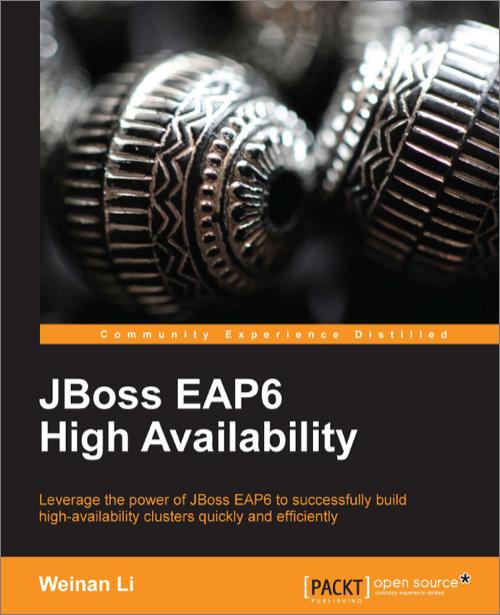 Community Experience Distilled
JBoss EAP6
High Availability
Leverage the power of JBoss EAP6 to successfully build
high-availability clusters quickly and efficiently
Weinan Li
[PACKT] open source*
PUBLISHING community experience distilled